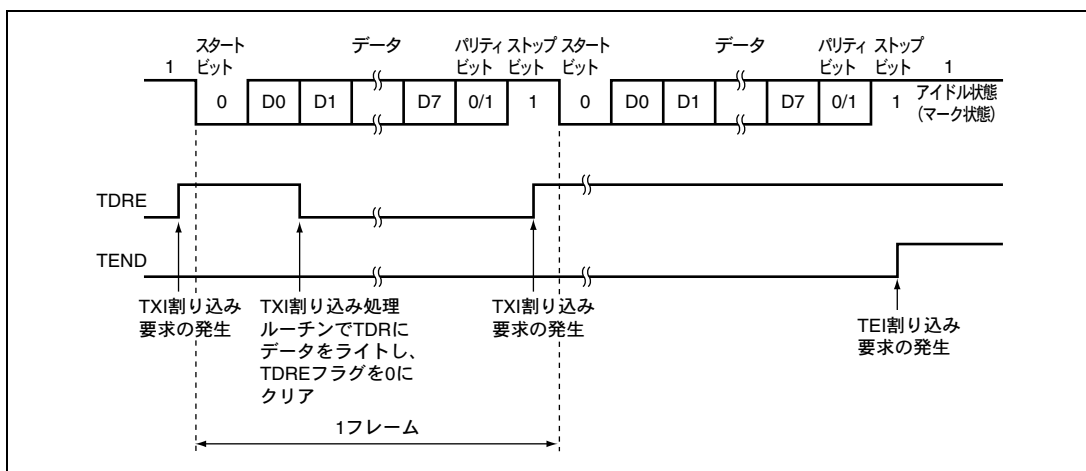 スタート データ パリティ ストップ スタート データ パリティ ストップ
1 ビット ビット ビット ビット ビット ビット 1
0 D0 D1 D7 0/1 1 0 D0 D1 D7 0/1 1 アイドル状態
(マーク状態)
TDRE
TEND
TXI割り込み
要求の発生
TXI割り込み処理
ルーチンでTDRに
データをライトし、
TDREフラグを0に
クリア
TXI割り込み
要求の発生
TEI割り込み
要求の発生
1フレーム